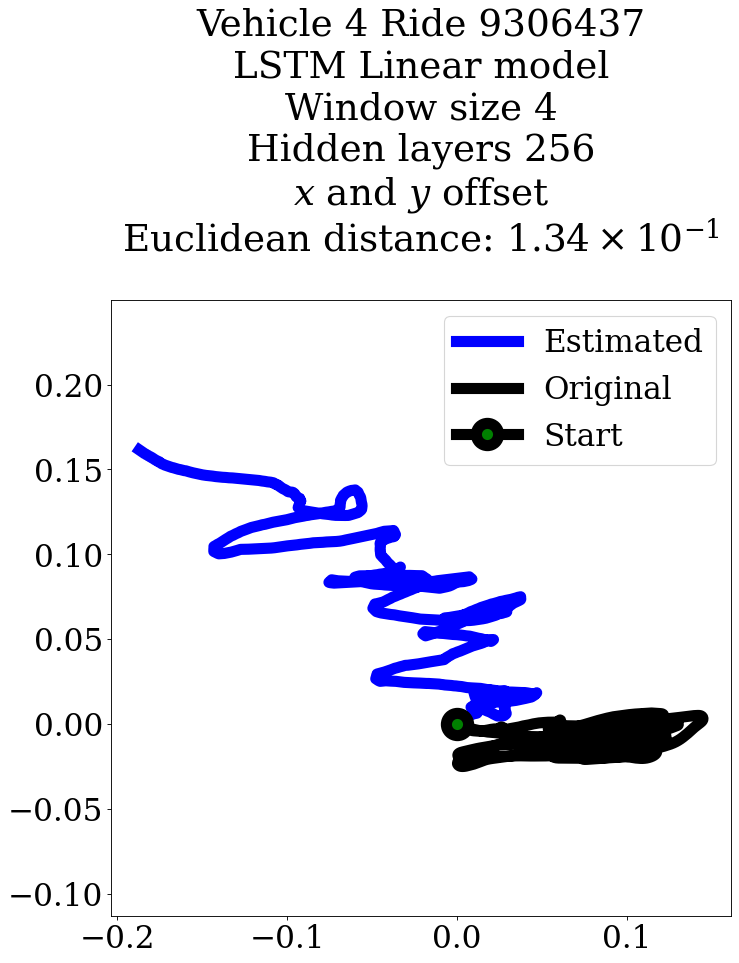 Vehicle 4 Ride 9306437
LSTM Linear model
Window size 4
Hidden layers 256
x and y offset
Euclidean distance: 1.34 × 10⁻¹
Estimated
Original
Start
0.20
0.15
0.10
0.05
0.00
−0.05
−0.10
−0.2 −0.1 0.0 0.1